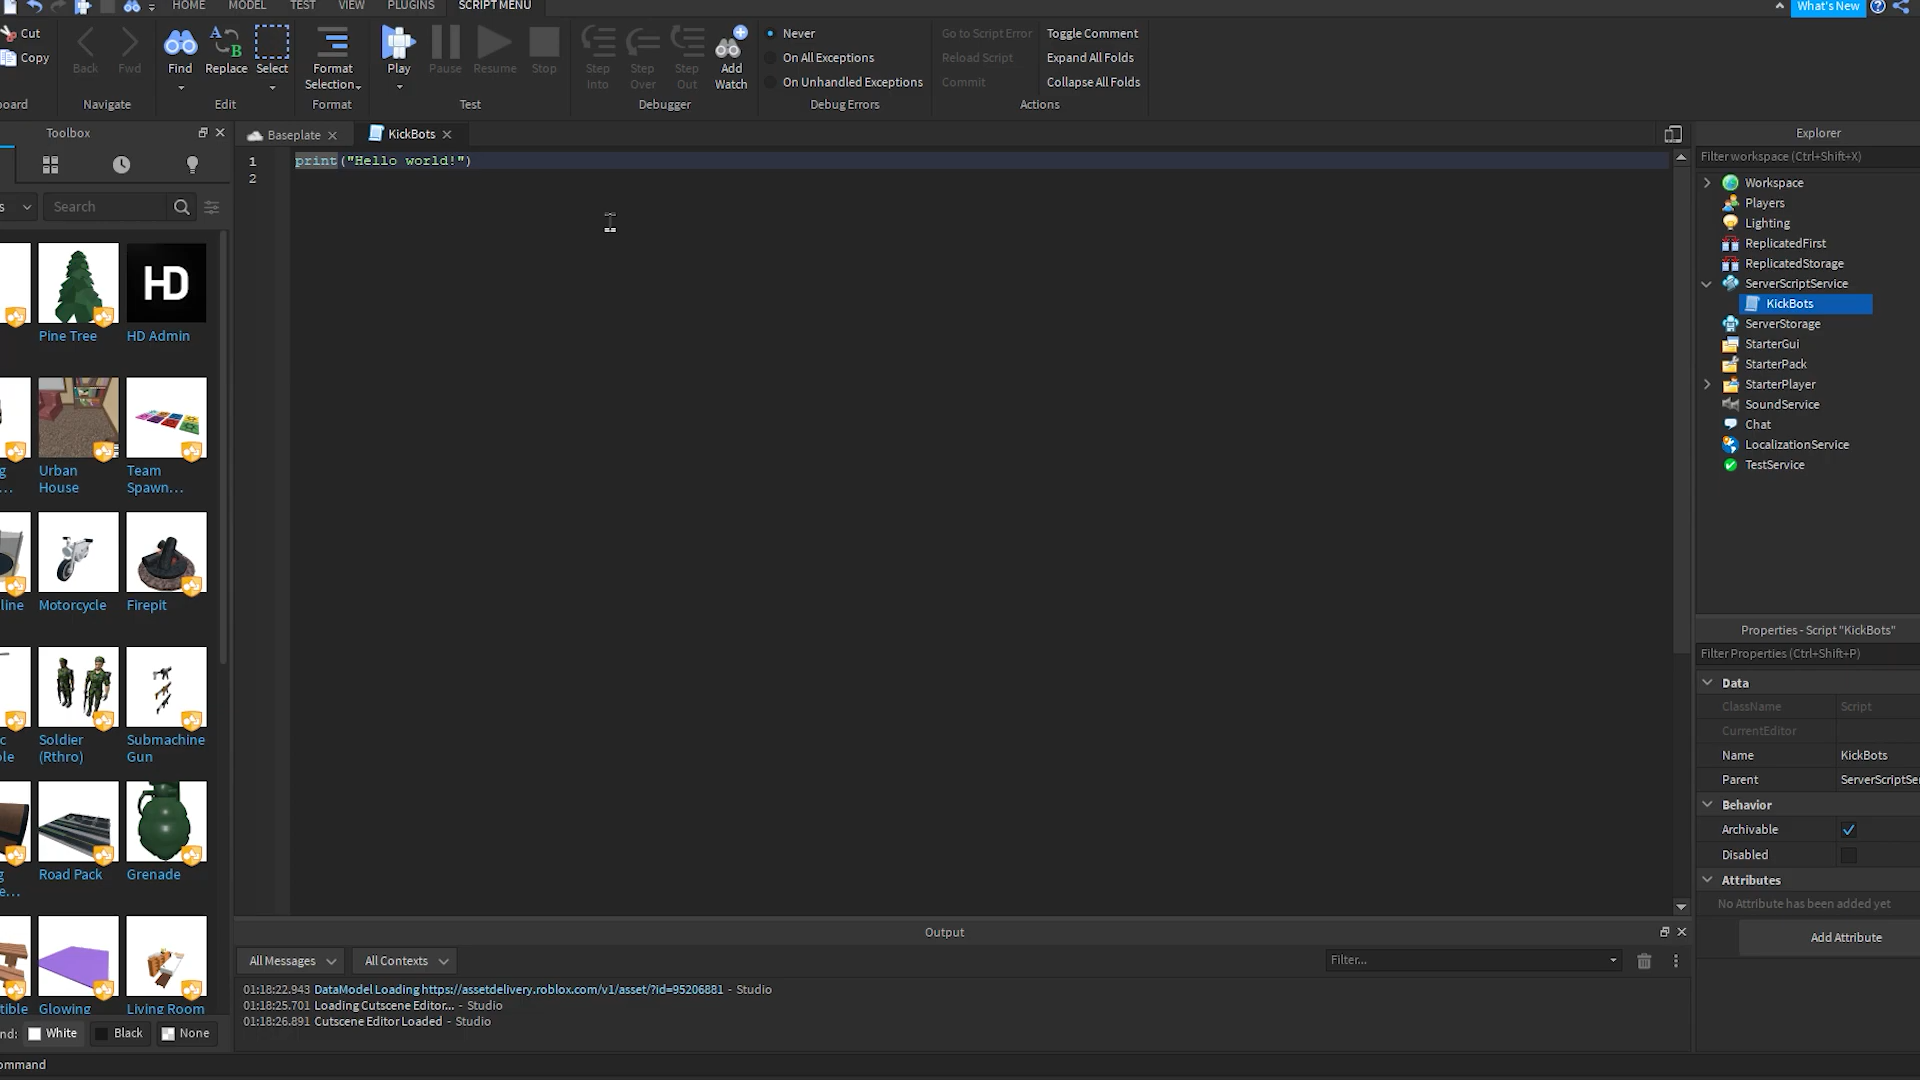 HOME MODEL TEST VIEW PLUGINS SCRIPT MENU What's New
Cut
Copy
Back Fwd
Navigate
Find Replace Select
Edit
Format
Selection
Format
Play Pause Resume Stop
Test
Step
Into
Step
Over
Step
Out
Add
Watch
Debugger
Never
On All Exceptions
On Unhandled Exceptions
Debug Errors
Go to Script Error
Reload Script
Commit
Toggle Comment
Expand All Folds
Collapse All Folds
Actions
Toolbox
Search
HD
Pine Tree
HD Admin
Urban
House
Team
Spawn...
Motorcycle
Firepit
Soldier
(Rthro)
Submachine
Gun
Road Pack
Grenade
Glowing
Living Room
White Black None
Baseplate
KickBots
1 print("Hello world!")
2
Output
All Messages
All Contexts
Filter...
01:18:22.943 DataModel Loading https://assetdelivery.roblox.com/v1/asset/?id=95206881 - Studio
01:18:25.701 Loading Cutscene Editor... - Studio
01:18:26.891 Cutscene Editor Loaded - Studio
Explorer
Filter workspace (Ctrl+Shift+X)
Workspace
Players
Lighting
ReplicatedFirst
ReplicatedStorage
ServerScriptService
KickBots
ServerStorage
StarterGui
StarterPack
StarterPlayer
SoundService
Chat
LocalizationService
TestService
Properties - Script "KickBots"
Filter Properties (Ctrl+Shift+P)
Data
ClassName Script
CurrentEditor
Name KickBots
Parent ServerScriptSe
Behavior
Archivable
Disabled
Attributes
No Attribute has been added yet
Add Attribute